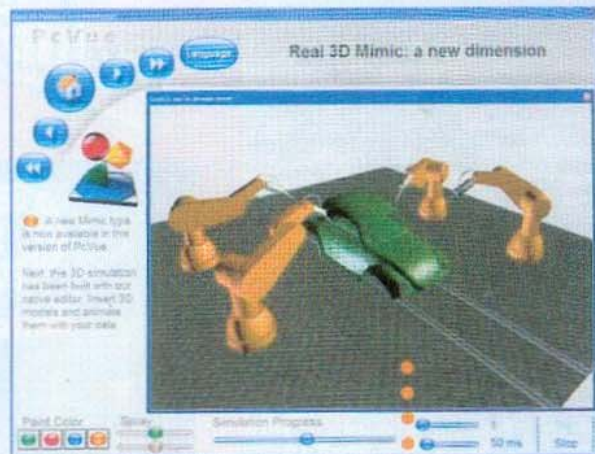 PcVue
Language
Real 3D Mimic: a new dimension
A new Mimic type
is now available in this
version of PcVue.
Next, this 3D simulation
has been built with our
native editor. Insert 3D
models and animate
them with your data
Paint Color
Spray
Simulation Progress
50 ms
Stop